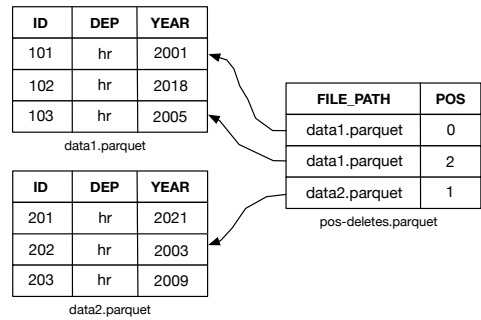 ID DEP YEAR
101 hr 2001
102 hr 2018
103 hr 2005
data1.parquet
FILE_PATH POS
data1.parquet 0
data1.parquet 2
data2.parquet 1
pos-deletes.parquet
ID DEP YEAR
201 hr 2021
202 hr 2003
203 hr 2009
data2.parquet